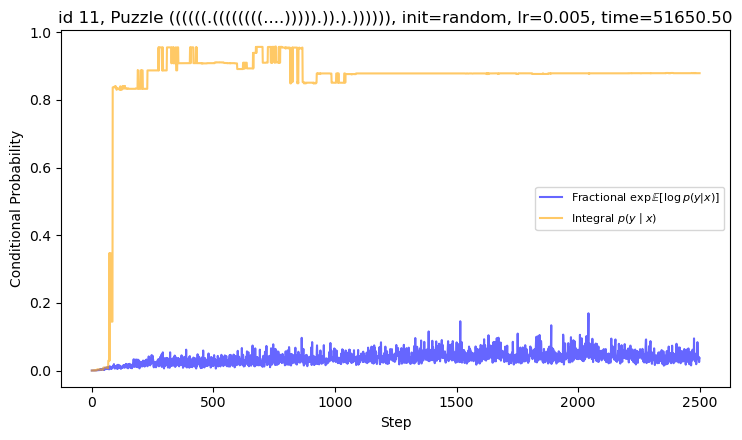 id 11, Puzzle ((((((.((((((((....))))).)).).)))))), init=random, lr=0.005, time=51650.50
1.0
0.8
0.6
0.4
0.2
0.0
Conditional Probability
Fractional exp𝔼[log p(y|x)]
Integral p(y | x)
0
500
1000
1500
2000
2500
Step